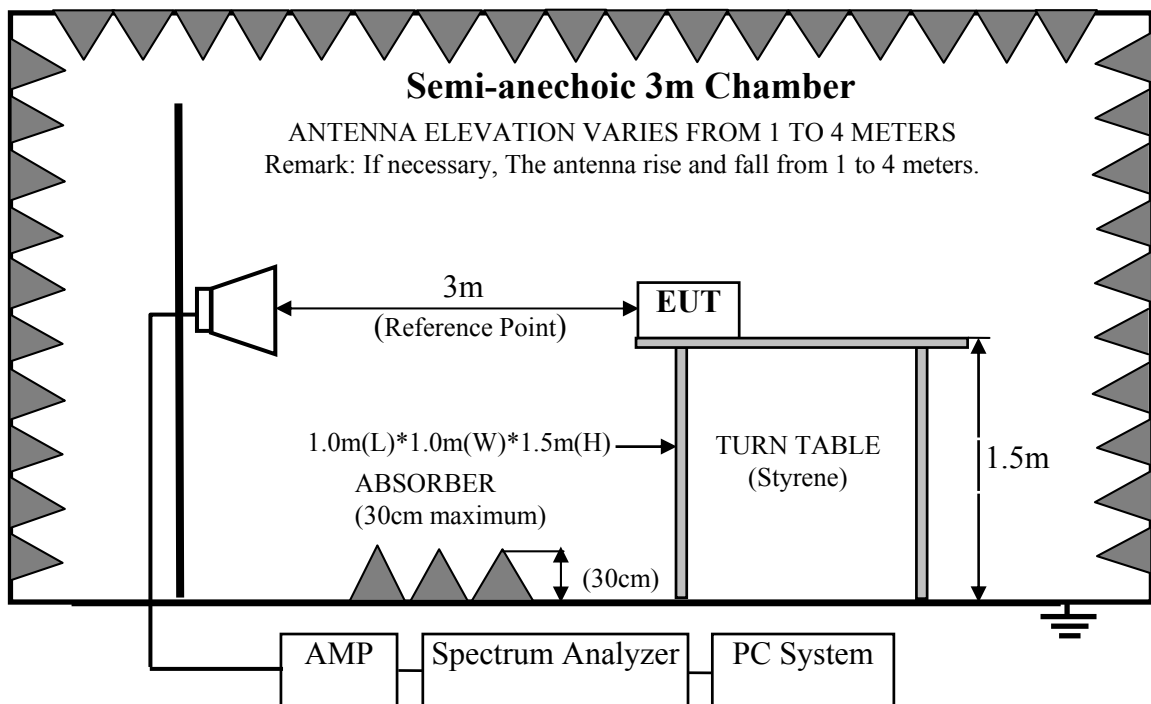 Semi-anechoic 3m Chamber
ANTENNA ELEVATION VARIES FROM 1 TO 4 METERS
Remark: If necessary, The antenna rise and fall from 1 to 4 meters.
3m
(Reference Point)
EUT
1.0m(L)*1.0m(W)*1.5m(H)
TURN TABLE
(Styrene)
1.5m
ABSORBER
(30cm maximum)
(30cm)
AMP
Spectrum Analyzer
PC System